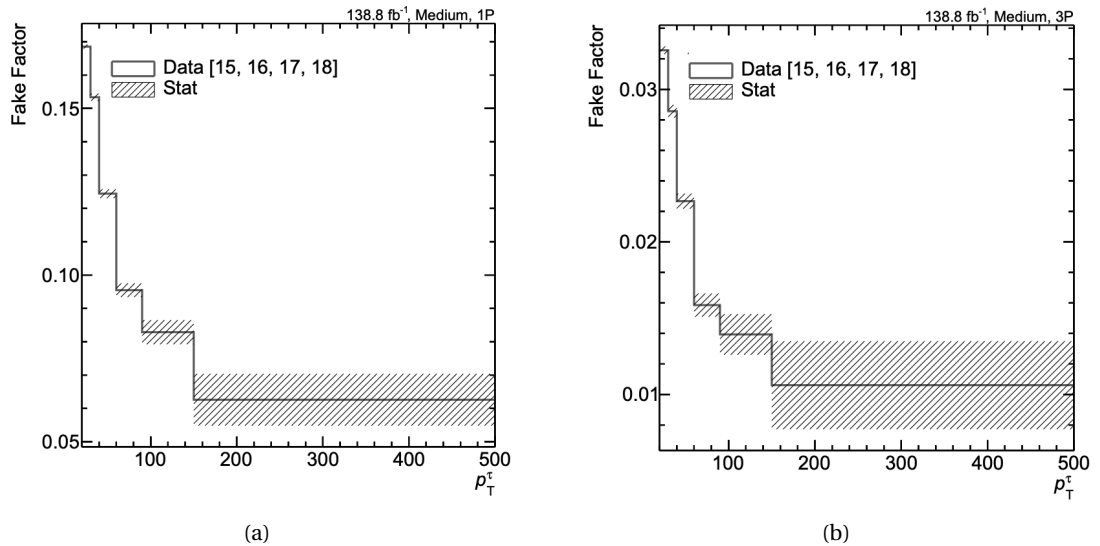 138.8 fb⁻¹, Medium, 1P
Fake Factor
Data [15, 16, 17, 18]
Stat
0.15
0.10
0.05
100 200 300 400 500
p_T^τ
(a)
138.8 fb⁻¹, Medium, 3P
Fake Factor
Data [15, 16, 17, 18]
Stat
0.03
0.02
0.01
100 200 300 400 500
p_T^τ
(b)